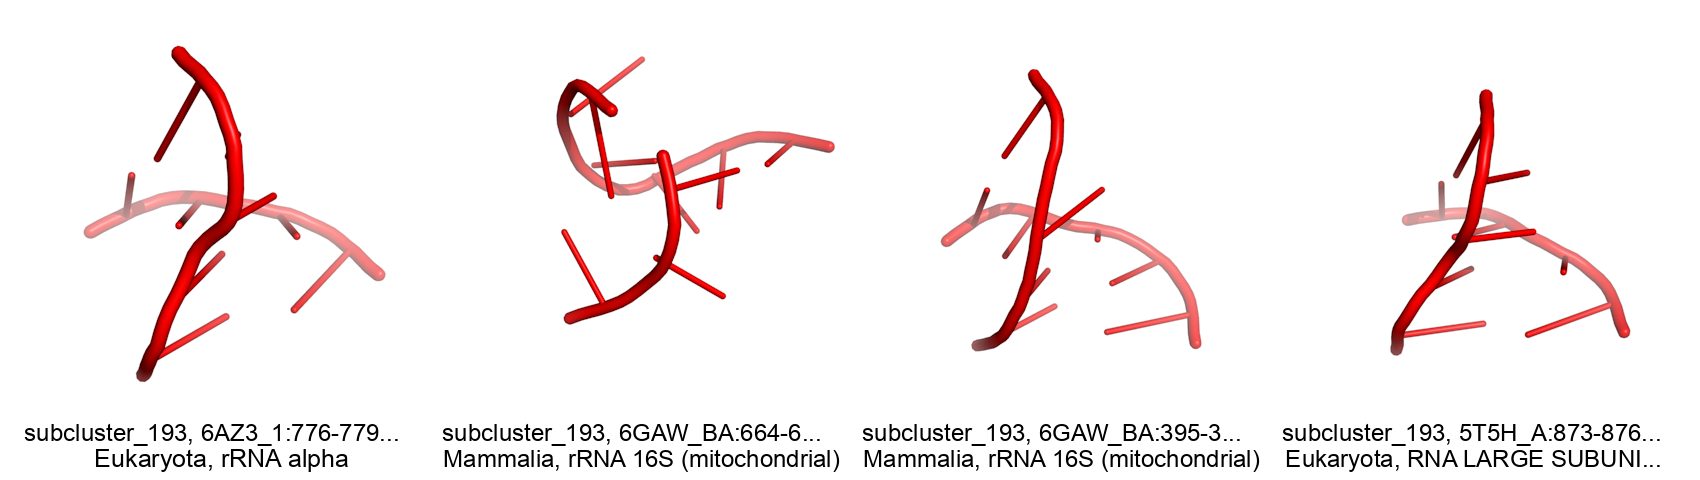 subcluster_193, 6AZ3_1:776-779...
Eukaryota, rRNA alpha
subcluster_193, 6GAW_BA:664-6...
Mammalia, rRNA 16S (mitochondrial)
subcluster_193, 6GAW_BA:395-3...
Mammalia, rRNA 16S (mitochondrial)
subcluster_193, 5T5H_A:873-876...
Eukaryota, RNA LARGE SUBUNI...